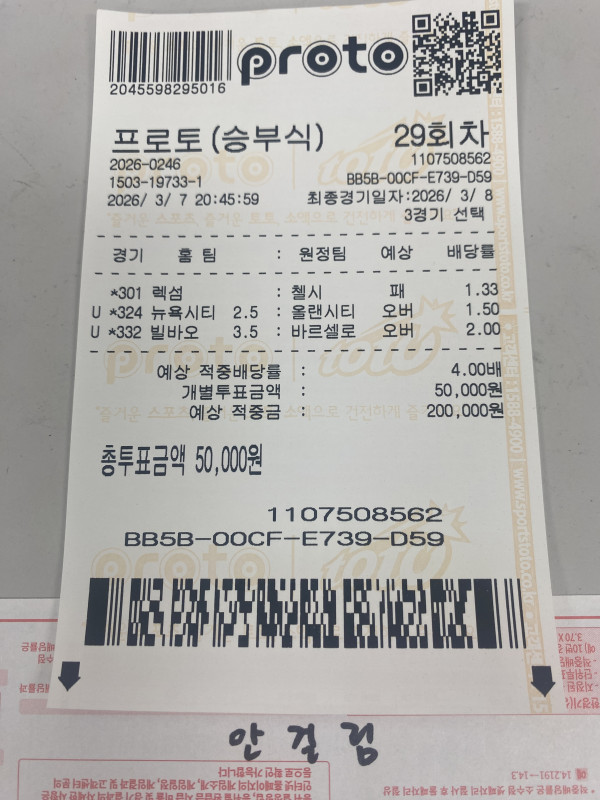 proto
2045598295016
프로토(승부식) 29회차
2026-0246 1107508562
1503-19733-1 BB5B-00CF-E739-D59
2026/ 3/ 7 20:45:59 최종경기일자:2026/ 3/ 8
3경기 선택
경기 홈 팀 : 원정팀 예상 배당률
*301 렉섬 : 첼시 패 1.33
U *324 뉴욕시티 2.5 : 올랜시티 오버 1.50
U *332 빌바오 3.5 : 바르셀로 오버 2.00
예상 적중배당률 : 4.00배
개별투표금액 : 50,000원
예상 적중금 : 200,000원
총투표금액 50,000원
1107508562
BB5B-00CF-E739-D59
안걸림